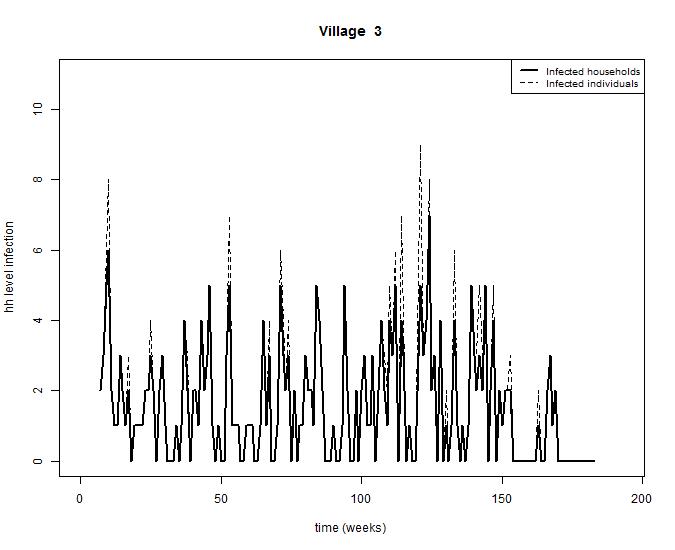 Village  3
Infected households
Infected individuals
hh level infection
10
8
6
4
2
0
0
50
100
150
200
time (weeks)